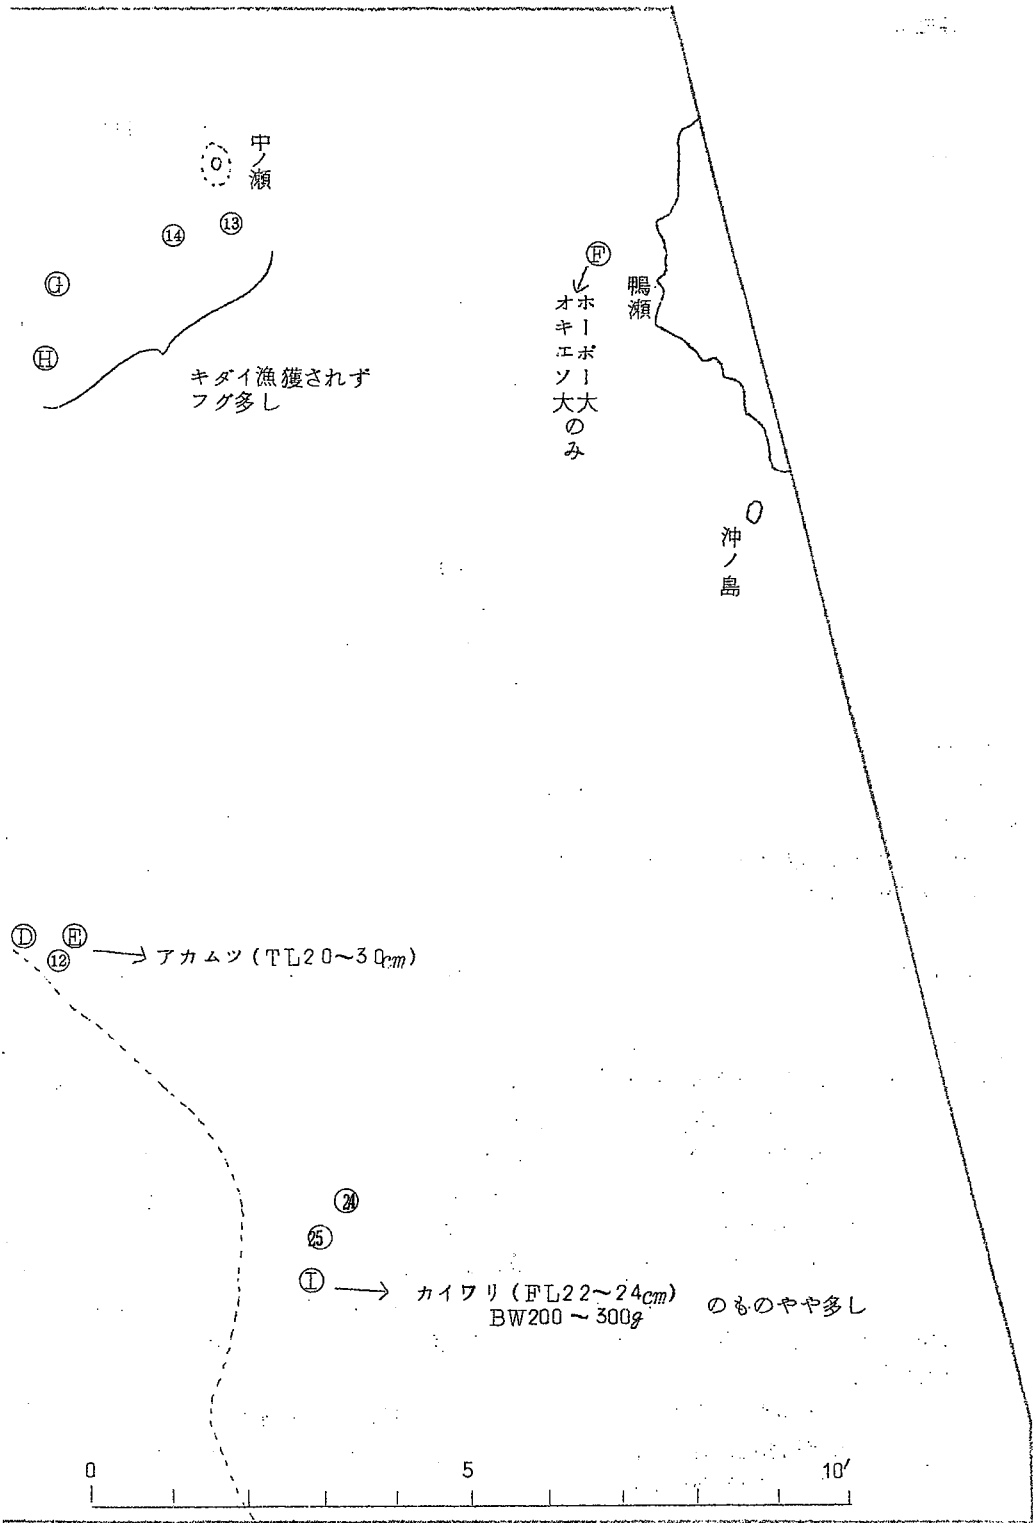 中ノ瀬
⑬
⑭
Ⓖ
Ⓗ
キダイ漁獲されず
フグ多し
Ⓕ
ホーボー大
オキエソ大のみ
鴨瀬
沖ノ島
Ⓓ
Ⓔ
⑫
アカムツ(TL20~30cm)
㉔
㉕
Ⓘ
カイワリ(FL22~24cm)
BW200~300g
のものやや多し
0 5 10′